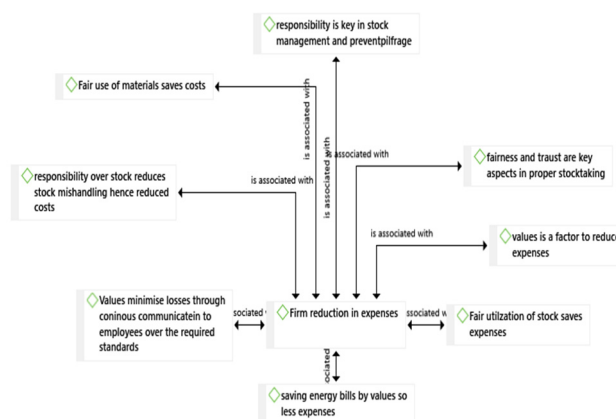 responsibility is key in stock
management and preventpilfrage
Fair use of materials saves costs
is associated with
is associated with
is associated with
fairness and traust are key
aspects in proper stocktaking
responsibility over stock reduces
stock mishandling hence reduced
costs
is associated with
is associated with
values is a factor to reduce
expenses
Values minimise losses through
coninous communicatein to
employees over the required
standards
Firm reduction in expenses
Fair utilzation of stock saves
expenses
saving energy bills by values so
less expenses